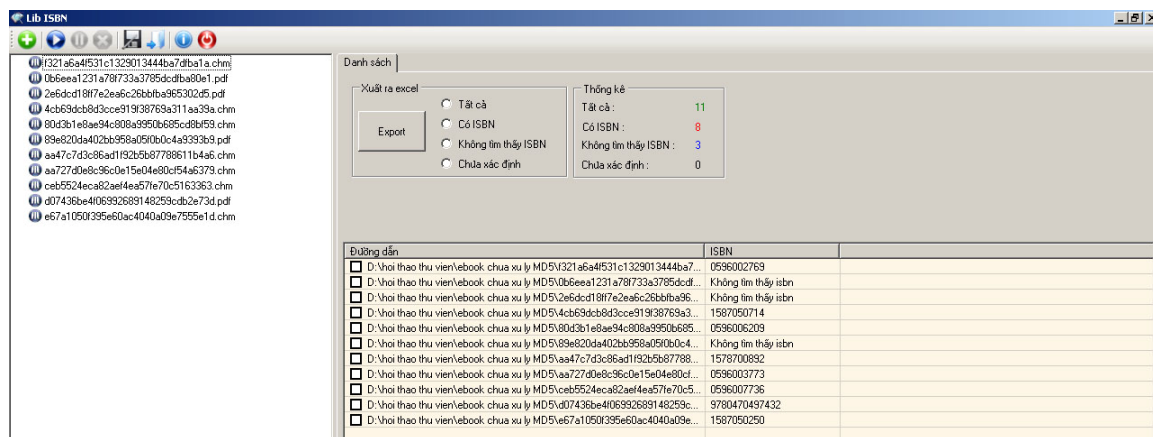 Lib ISBN
f321a6a4f531c1329013444ba7dfba1a.chm
0b6eea1231a78f733a3785dcdfba80e1.pdf
2e6dcd18ff7e2ea6c26bbfba965302d5.pdf
4cb69dcb8d3cce919f38769a311aa39a.chm
80d3b1e8ae94c808a9950b685cd8bf59.chm
89e820da402bb958a05f0b0c4a9393b9.pdf
aa47c7d3c86ad1f92b5b87788611b4a6.chm
aa727d0e8c96c0e15e04e80cf54a6379.chm
ceb5524eca82aef4ea57fe70c5163363.chm
d07436be4f06992689148259cdb2e73d.pdf
e67a1050f395e60ac4040a09e7555e1d.chm
Danh sách
Xuất ra excel
Export
Tất cả
Có ISBN
Không tìm thấy ISBN
Chưa xác định
Thống kê
Tất cả : 11
Có ISBN : 8
Không tìm thấy ISBN : 3
Chưa xác định : 0
Đường dẫn ISBN
D:\hoi thao thu vien\ebook chua xu ly MD5\f321a6a4f531c1329013444ba7... 0596002769
D:\hoi thao thu vien\ebook chua xu ly MD5\0b6eea1231a78f733a3785dcdf... Không tìm thấy isbn
D:\hoi thao thu vien\ebook chua xu ly MD5\2e6dcd18ff7e2ea6c26bbfba96... Không tìm thấy isbn
D:\hoi thao thu vien\ebook chua xu ly MD5\4cb69dcb8d3cce919f38769a3... 1587050714
D:\hoi thao thu vien\ebook chua xu ly MD5\80d3b1e8ae94c808a9950b685... 0596006209
D:\hoi thao thu vien\ebook chua xu ly MD5\89e820da402bb958a05f0b0c4... Không tìm thấy isbn
D:\hoi thao thu vien\ebook chua xu ly MD5\aa47c7d3c86ad1f92b5b87788... 1578700892
D:\hoi thao thu vien\ebook chua xu ly MD5\aa727d0e8c96c0e15e04e80cf... 0596003773
D:\hoi thao thu vien\ebook chua xu ly MD5\ceb5524eca82aef4ea57fe70c5... 0596007736
D:\hoi thao thu vien\ebook chua xu ly MD5\d07436be4f06992689148259c... 9780470497432
D:\hoi thao thu vien\ebook chua xu ly MD5\e67a1050f395e60ac4040a09e... 1587050250